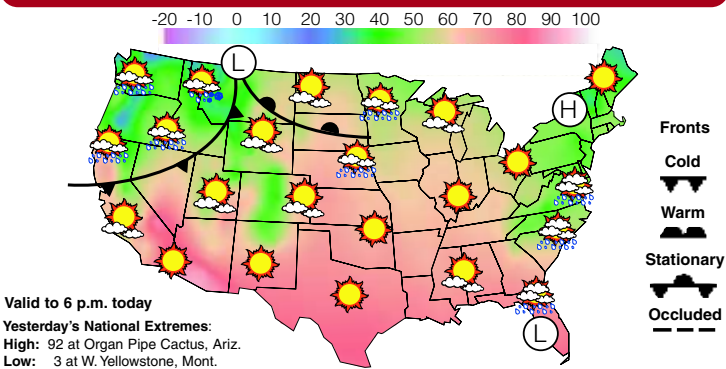 -20 -10 0 10 20 30 40 50 60 70 80 90 100
L
H
L
Fronts
Cold
Warm
Stationary
Occluded
Valid to 6 p.m. today
Yesterday's National Extremes:
High: 92 at Organ Pipe Cactus, Ariz.
Low: 3 at W. Yellowstone, Mont.